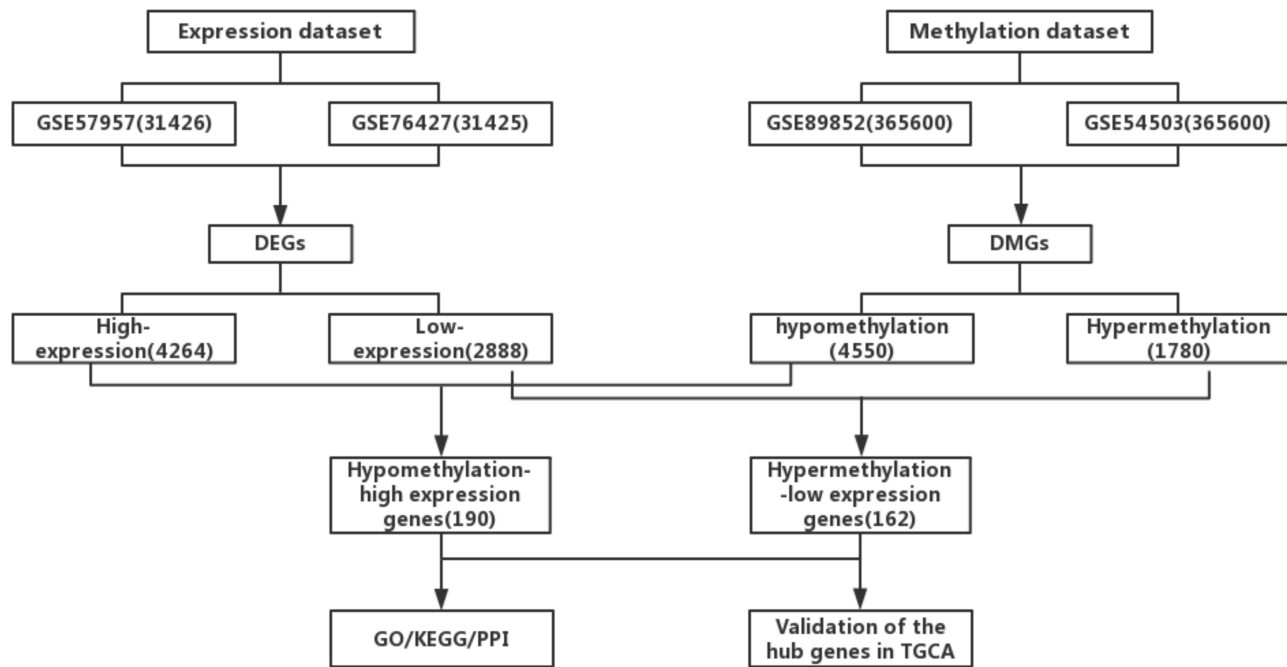 Expression dataset
Methylation dataset
GSE57957(31426)
GSE76427(31425)
GSE89852(365600)
GSE54503(365600)
DEGs
DMGs
High-
expression(4264)
Low-
expression(2888)
hypomethylation
(4550)
Hypermethylation
(1780)
Hypomethylation-
high expression
genes(190)
Hypermethylation
-low expression
genes(162)
GO/KEGG/PPI
Validation of the
hub genes in TGCA